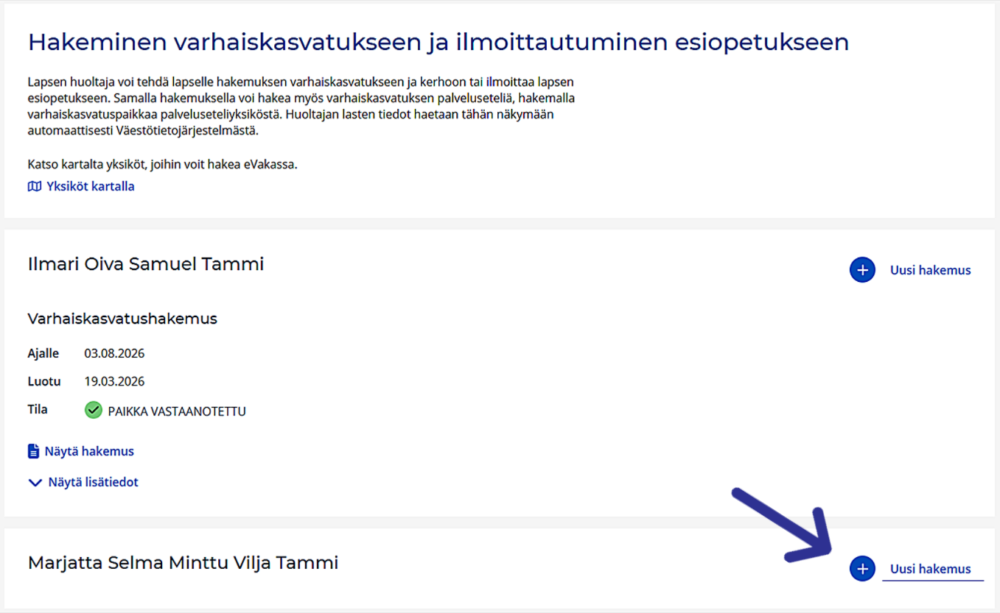 Hakeminen varhaiskasvatukseen ja ilmoittautuminen esiopetukseen
Lapsen huoltaja voi tehdä lapselle hakemuksen varhaiskasvatukseen ja kerhoon tai ilmoittaa lapsen
esiopetukseen. Samalla hakemuksella voi hakea myös varhaiskasvatuksen palveluseteliä, hakemalla
varhaiskasvatuspaikkaa palveluseteliyksiköstä. Huoltajan lasten tiedot haetaan tähän näkymään
automaattisesti Väestötietojärjestelmästä.
Katso kartalta yksiköt, joihin voit hakea eVakassa.
Yksiköt kartalla
Ilmari Oiva Samuel Tammi
Uusi hakemus
Varhaiskasvatushakemus
Ajalle 03.08.2026
Luotu 19.03.2026
Tila PAIKKA VASTAANOTETTU
Näytä hakemus
Näytä lisätiedot
Marjatta Selma Minttu Vilja Tammi
Uusi hakemus